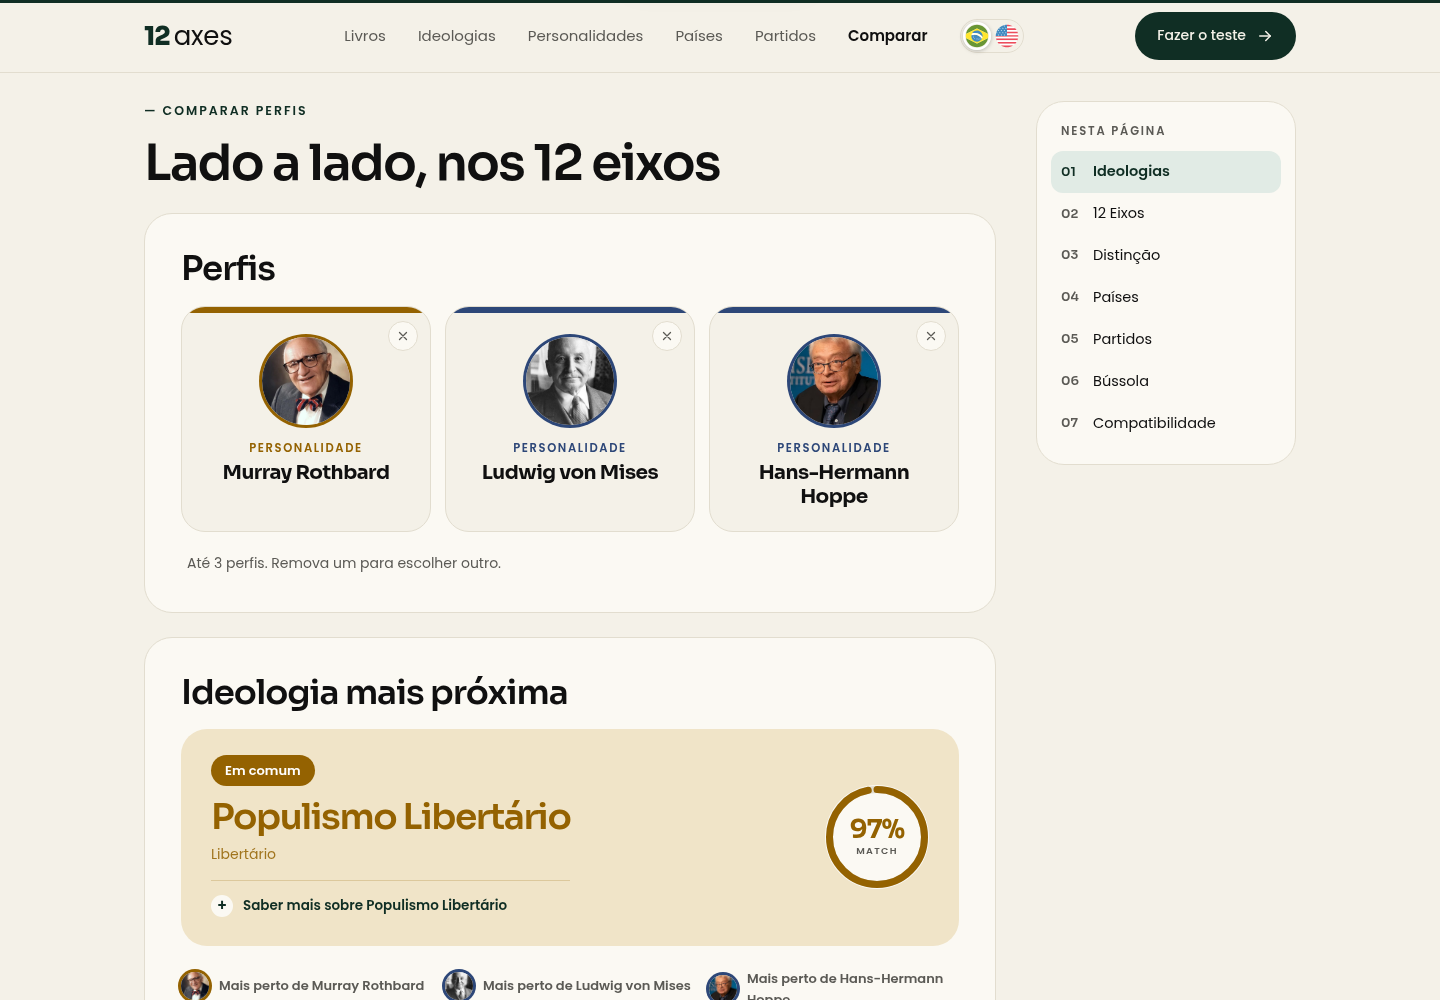 12 axes
Livros
Ideologias
Personalidades
Países
Partidos
Comparar
Fazer o teste
— COMPARAR PERFIS
Lado a lado, nos 12 eixos
Perfis
PERSONALIDADE
Murray Rothbard
PERSONALIDADE
Ludwig von Mises
PERSONALIDADE
Hans-Hermann
Hoppe
Até 3 perfis. Remova um para escolher outro.
Ideologia mais próxima
Em comum
Populismo Libertário
Libertário
Saber mais sobre Populismo Libertário
97%
MATCH
Mais perto de Murray Rothbard
Mais perto de Ludwig von Mises
Mais perto de Hans-Hermann
Hoppe
NESTA PÁGINA
01 Ideologias
02 12 Eixos
03 Distinção
04 Países
05 Partidos
06 Bússola
07 Compatibilidade